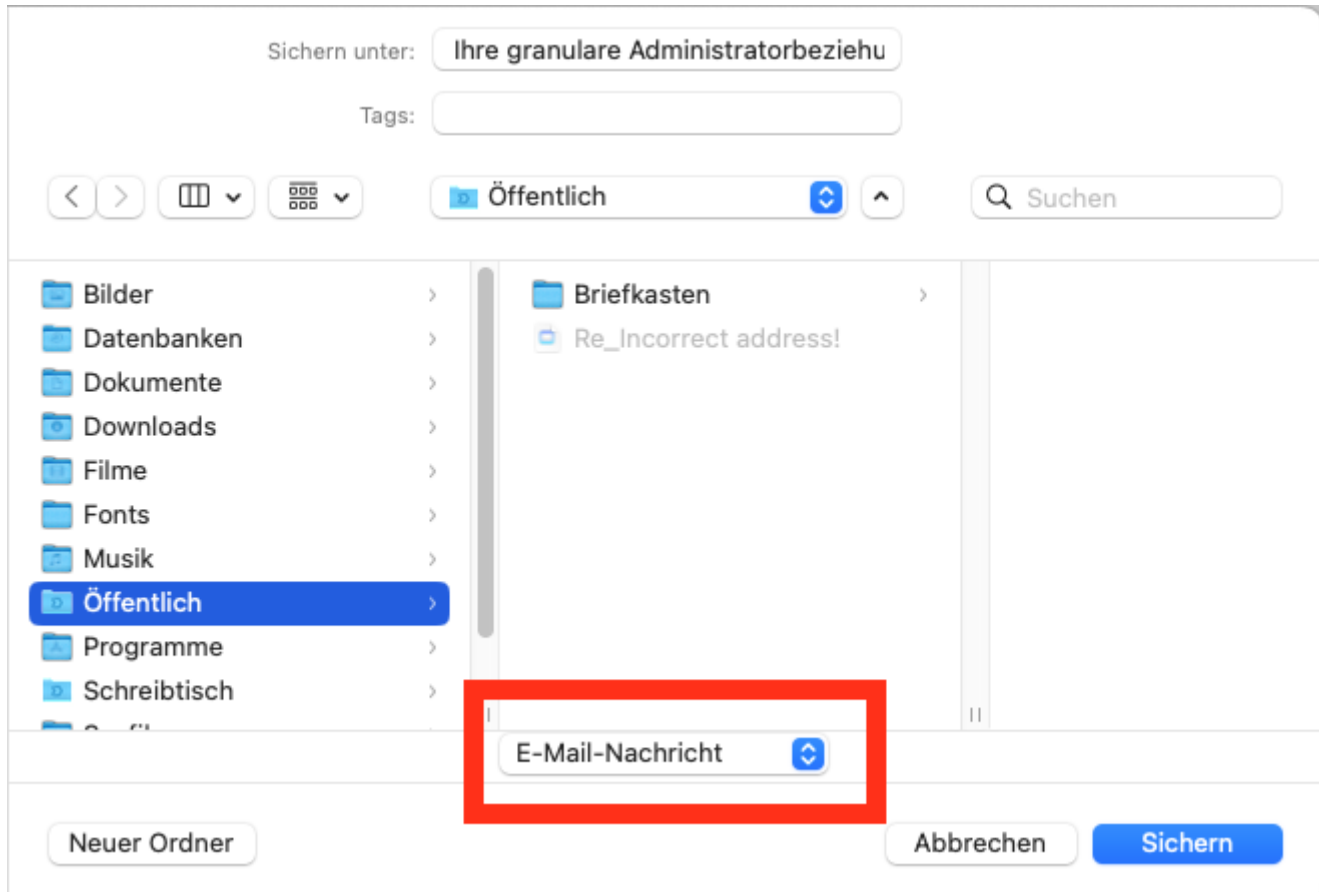 Sichern unter: Ihre granulare Administratorbeziehu
Tags:
Öffentlich
Suchen
Bilder
Datenbanken
Dokumente
Downloads
Filme
Fonts
Musik
Öffentlich
Programme
Schreibtisch
Briefkasten
Re_Incorrect address!
E-Mail-Nachricht
Neuer Ordner
Abbrechen
Sichern